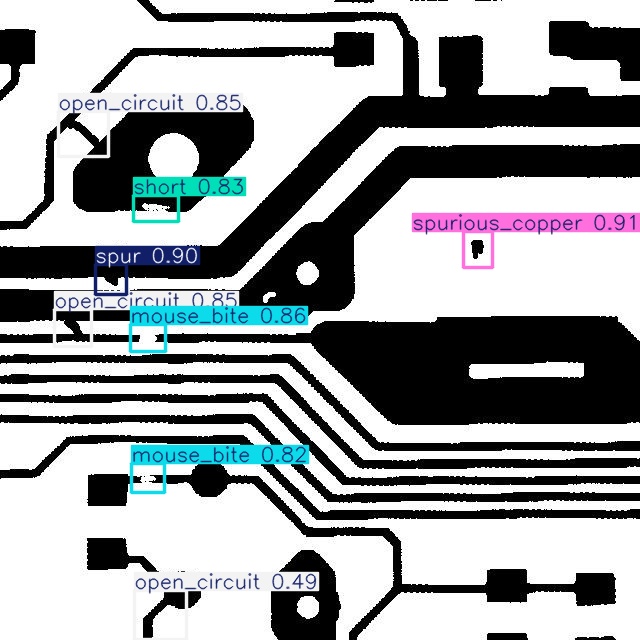 open_circuit 0.85
short 0.83
spurious_copper 0.91
spur 0.90
open_circuit 0.85
mouse_bite 0.86
mouse_bite 0.82
open_circuit 0.49